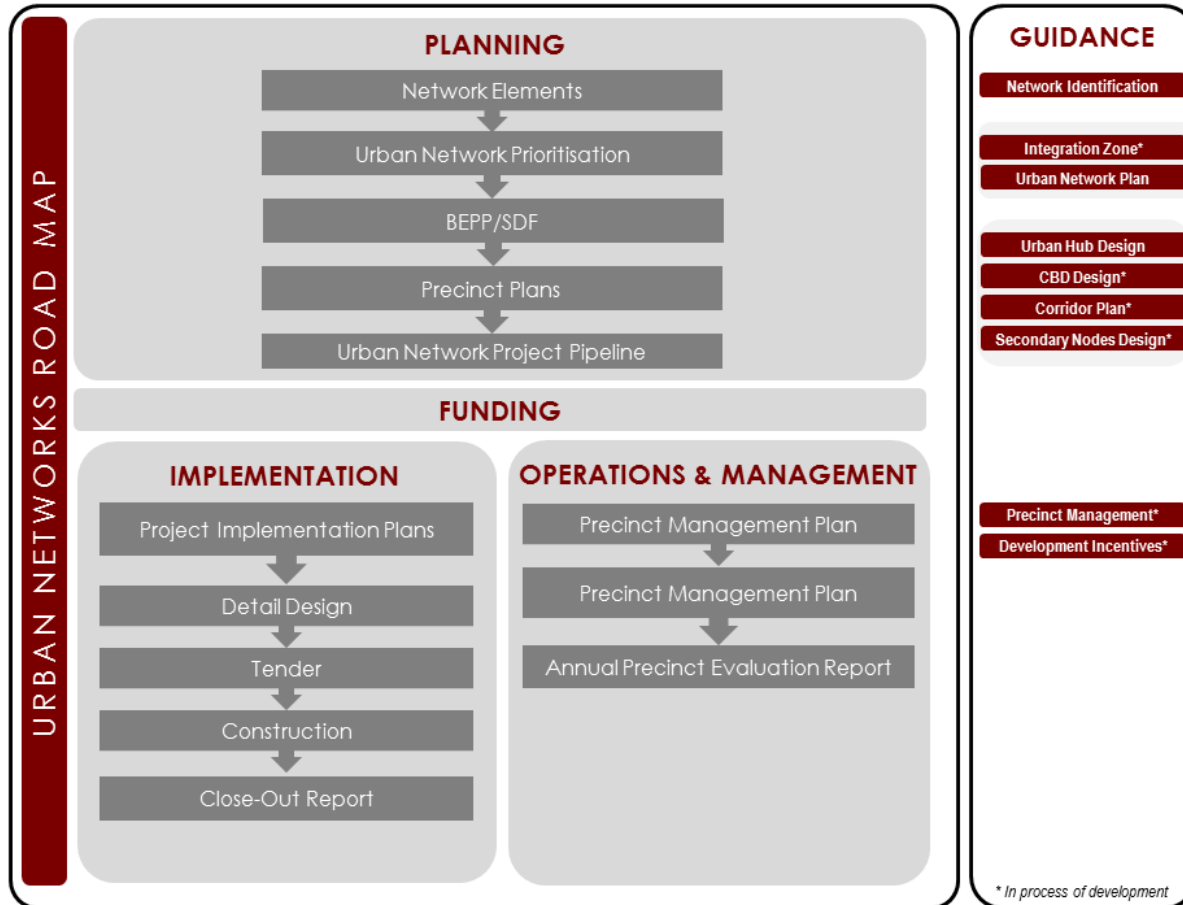 URBAN NETWORKS ROAD MAP
PLANNING
Network Elements
Urban Network Prioritisation
BEPP/SDF
Precinct Plans
Urban Network Project Pipeline
FUNDING
IMPLEMENTATION
Project Implementation Plans
Detail Design
Tender
Construction
Close-Out Report
OPERATIONS & MANAGEMENT
Precinct Management Plan
Precinct Management Plan
Annual Precinct Evaluation Report
GUIDANCE
Network Identification
Integration Zone*
Urban Network Plan
Urban Hub Design
CBD Design*
Corridor Plan*
Secondary Nodes Design*
Precinct Management*
Development Incentives*
* In process of development